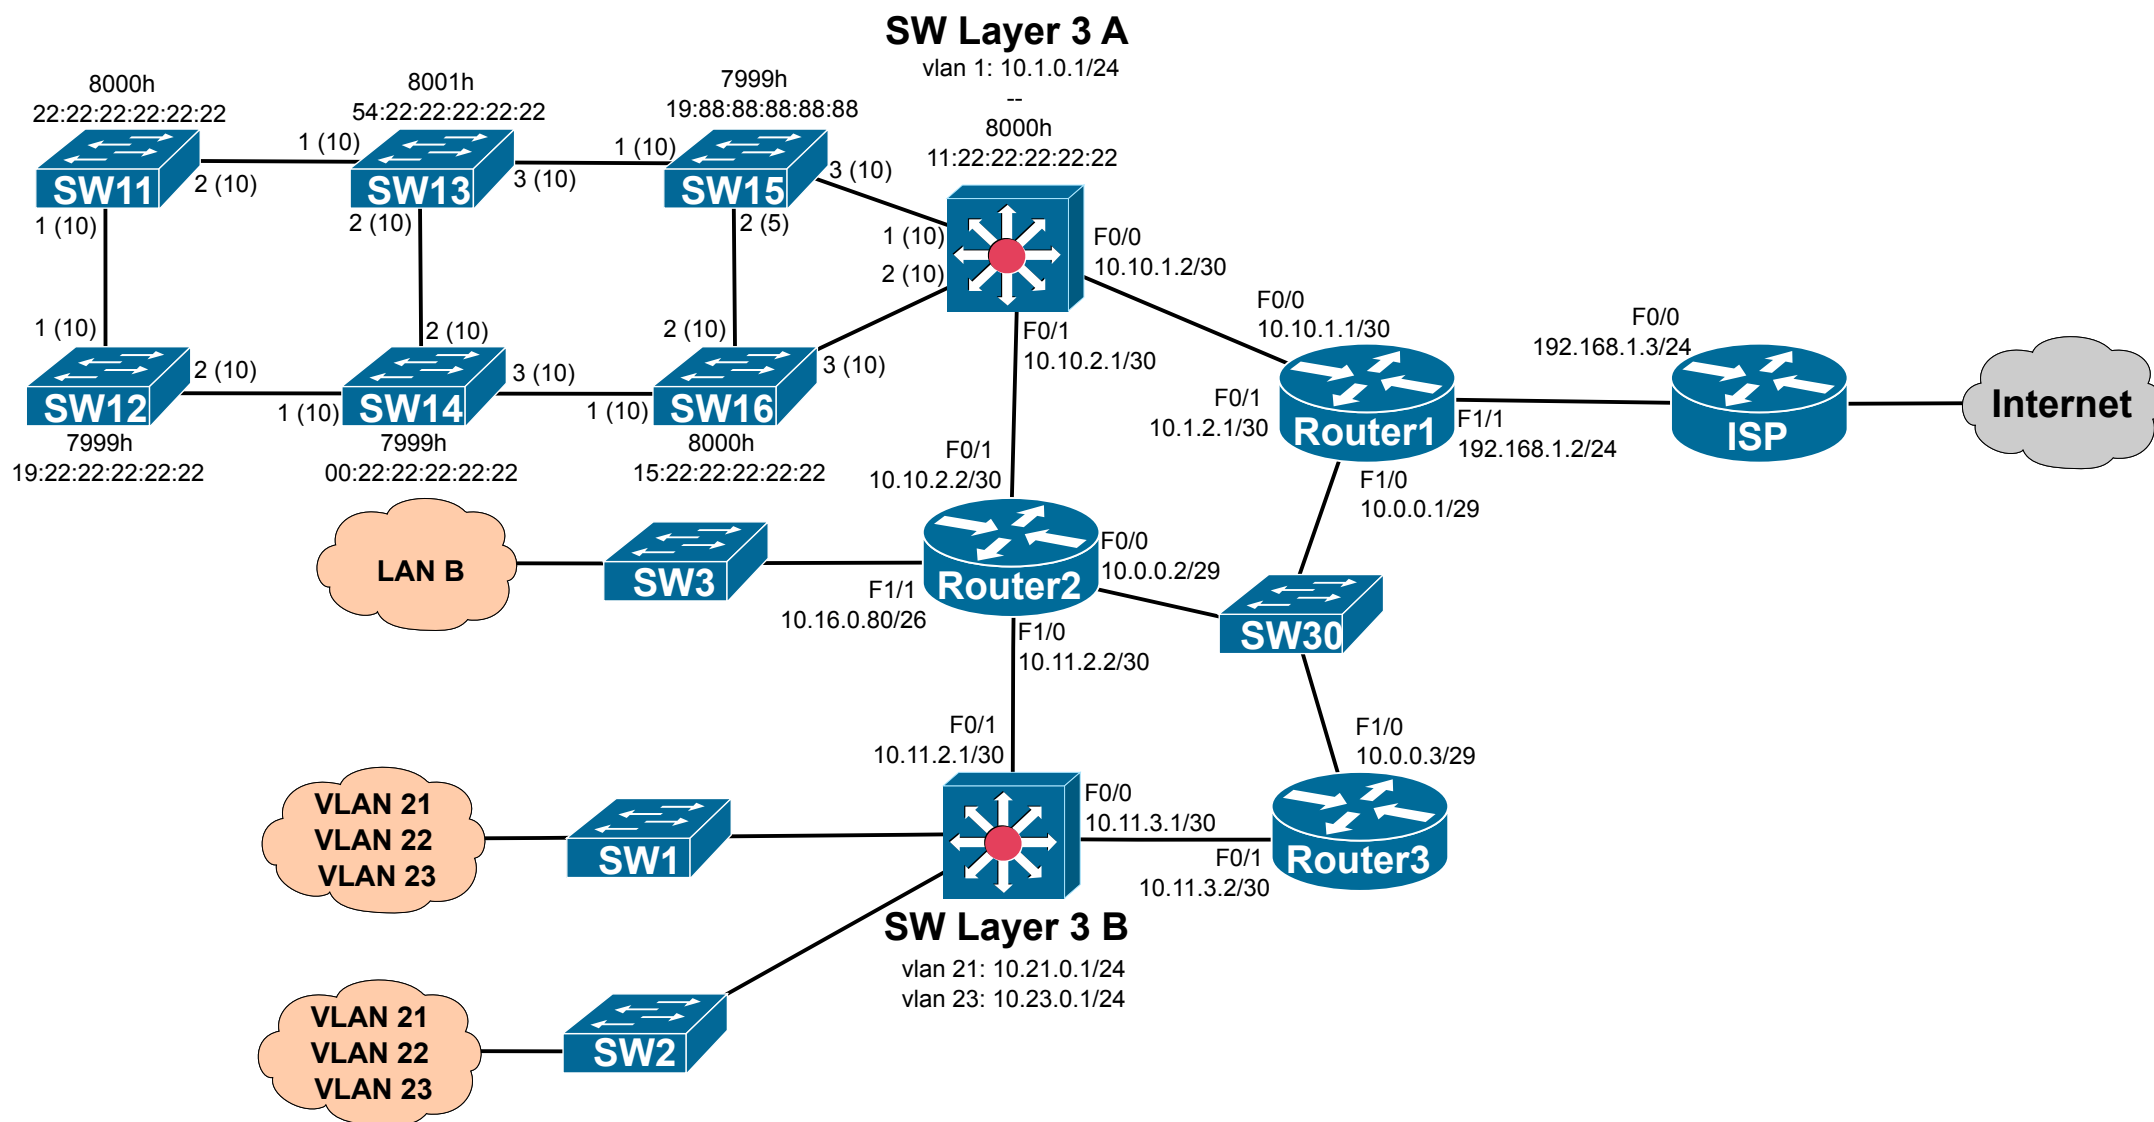 SW Layer 3 A
vlan 1: 10.1.0.1/24
--
8000h
11:22:22:22:22:22
8000h
22:22:22:22:22:22
8001h
54:22:22:22:22:22
7999h
19:88:88:88:88:88
SW11
2 (10)
1 (10)
1 (10)
SW13
3 (10)
2 (10)
1 (10)
SW15
3 (10)
2 (5)
1 (10)
2 (10)
F0/0
10.10.1.2/30
F0/1
10.10.2.1/30
1 (10)
SW12
2 (10)
7999h
19:22:22:22:22:22
2 (10)
1 (10)
SW14
3 (10)
7999h
00:22:22:22:22:22
2 (10)
1 (10)
SW16
3 (10)
8000h
15:22:22:22:22:22
F0/0
10.10.1.1/30
F0/1
10.1.2.1/30
Router1
F1/1
192.168.1.2/24
F1/0
10.0.0.1/29
F0/0
192.168.1.3/24
ISP
Internet
F0/1
10.10.2.2/30
LAN B
SW3
F1/1
10.16.0.80/26
Router2
F0/0
10.0.0.2/29
F1/0
10.11.2.2/30
SW30
F0/1
10.11.2.1/30
F1/0
10.0.0.3/29
VLAN 21
VLAN 22
VLAN 23
SW1
F0/0
10.11.3.1/30
F0/1
10.11.3.2/30
Router3
SW Layer 3 B
vlan 21: 10.21.0.1/24
vlan 23: 10.23.0.1/24
VLAN 21
VLAN 22
VLAN 23
SW2